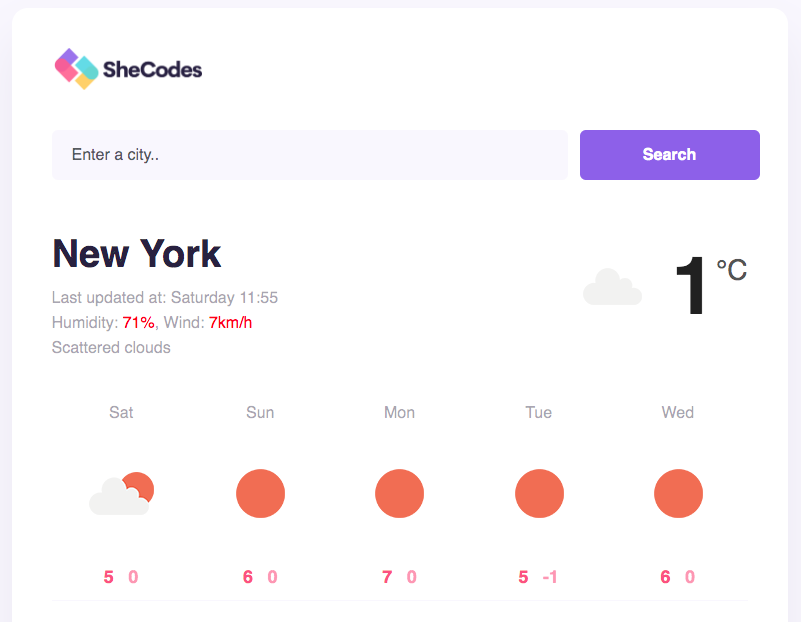 SheCodes
Enter a city..
Search
New York
1 °C
Last updated at: Saturday 11:55
Humidity: 71%, Wind: 7km/h
Scattered clouds
Sat Sun Mon Tue Wed
5 0 6 0 7 0 5 -1 6 0